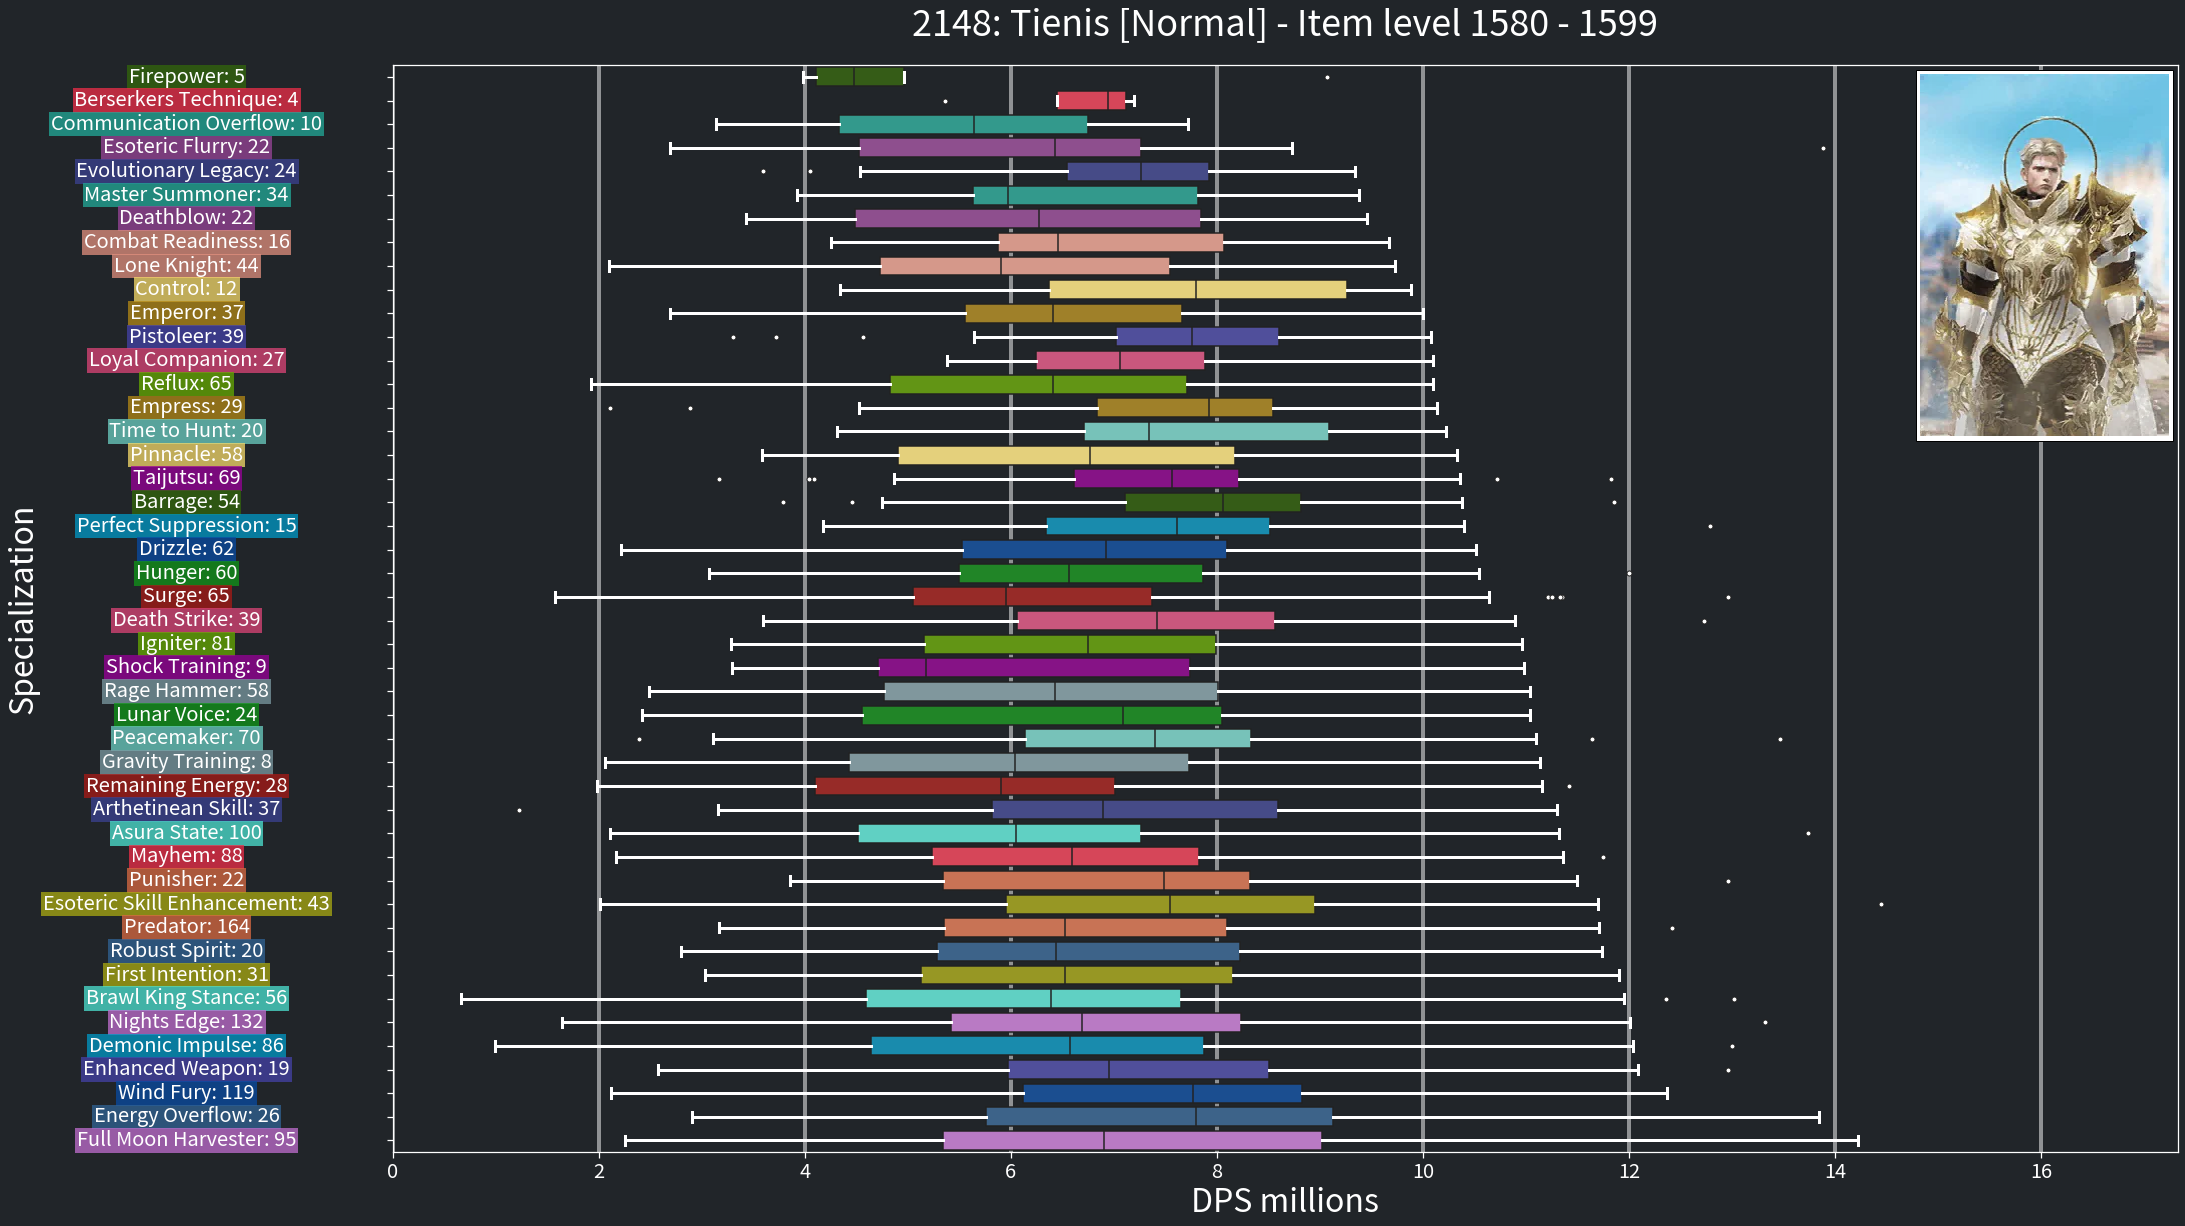 2148: Tienis [Normal] - Item level 1580 - 1599
Specialization
Firepower: 5
Berserkers Technique: 4
Communication Overflow: 10
Esoteric Flurry: 22
Evolutionary Legacy: 24
Master Summoner: 34
Deathblow: 22
Combat Readiness: 16
Lone Knight: 44
Control: 12
Emperor: 37
Pistoleer: 39
Loyal Companion: 27
Reflux: 65
Empress: 29
Time to Hunt: 20
Pinnacle: 58
Taijutsu: 69
Barrage: 54
Perfect Suppression: 15
Drizzle: 62
Hunger: 60
Surge: 65
Death Strike: 39
Igniter: 81
Shock Training: 9
Rage Hammer: 58
Lunar Voice: 24
Peacemaker: 70
Gravity Training: 8
Remaining Energy: 28
Arthetinean Skill: 37
Asura State: 100
Mayhem: 88
Punisher: 22
Esoteric Skill Enhancement: 43
Predator: 164
Robust Spirit: 20
First Intention: 31
Brawl King Stance: 56
Nights Edge: 132
Demonic Impulse: 86
Enhanced Weapon: 19
Wind Fury: 119
Energy Overflow: 26
Full Moon Harvester: 95
0 2 4 6 8 10 12 14 16
DPS millions